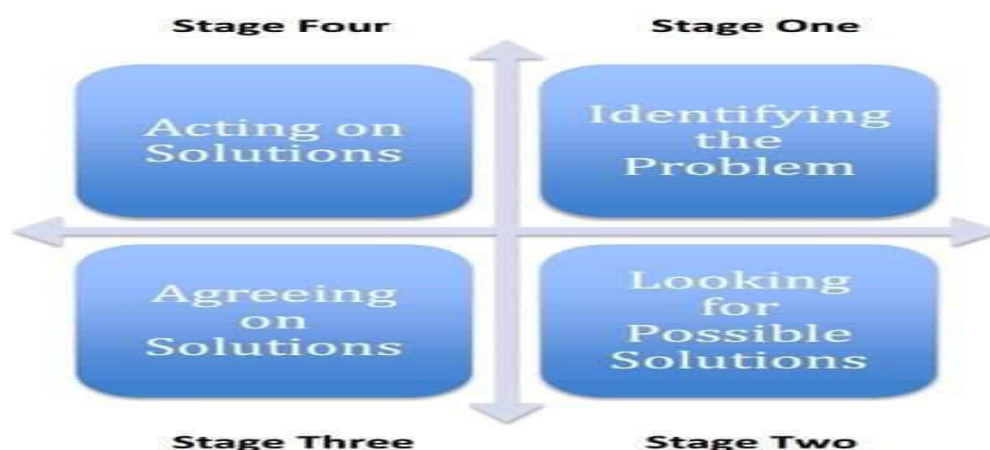 Stage Four
Stage One
Acting on
Solutions
Identifying
the
Problem
Agreeing
on
Solutions
Looking
for
Possible
Solutions
Stage Three
Stage Two